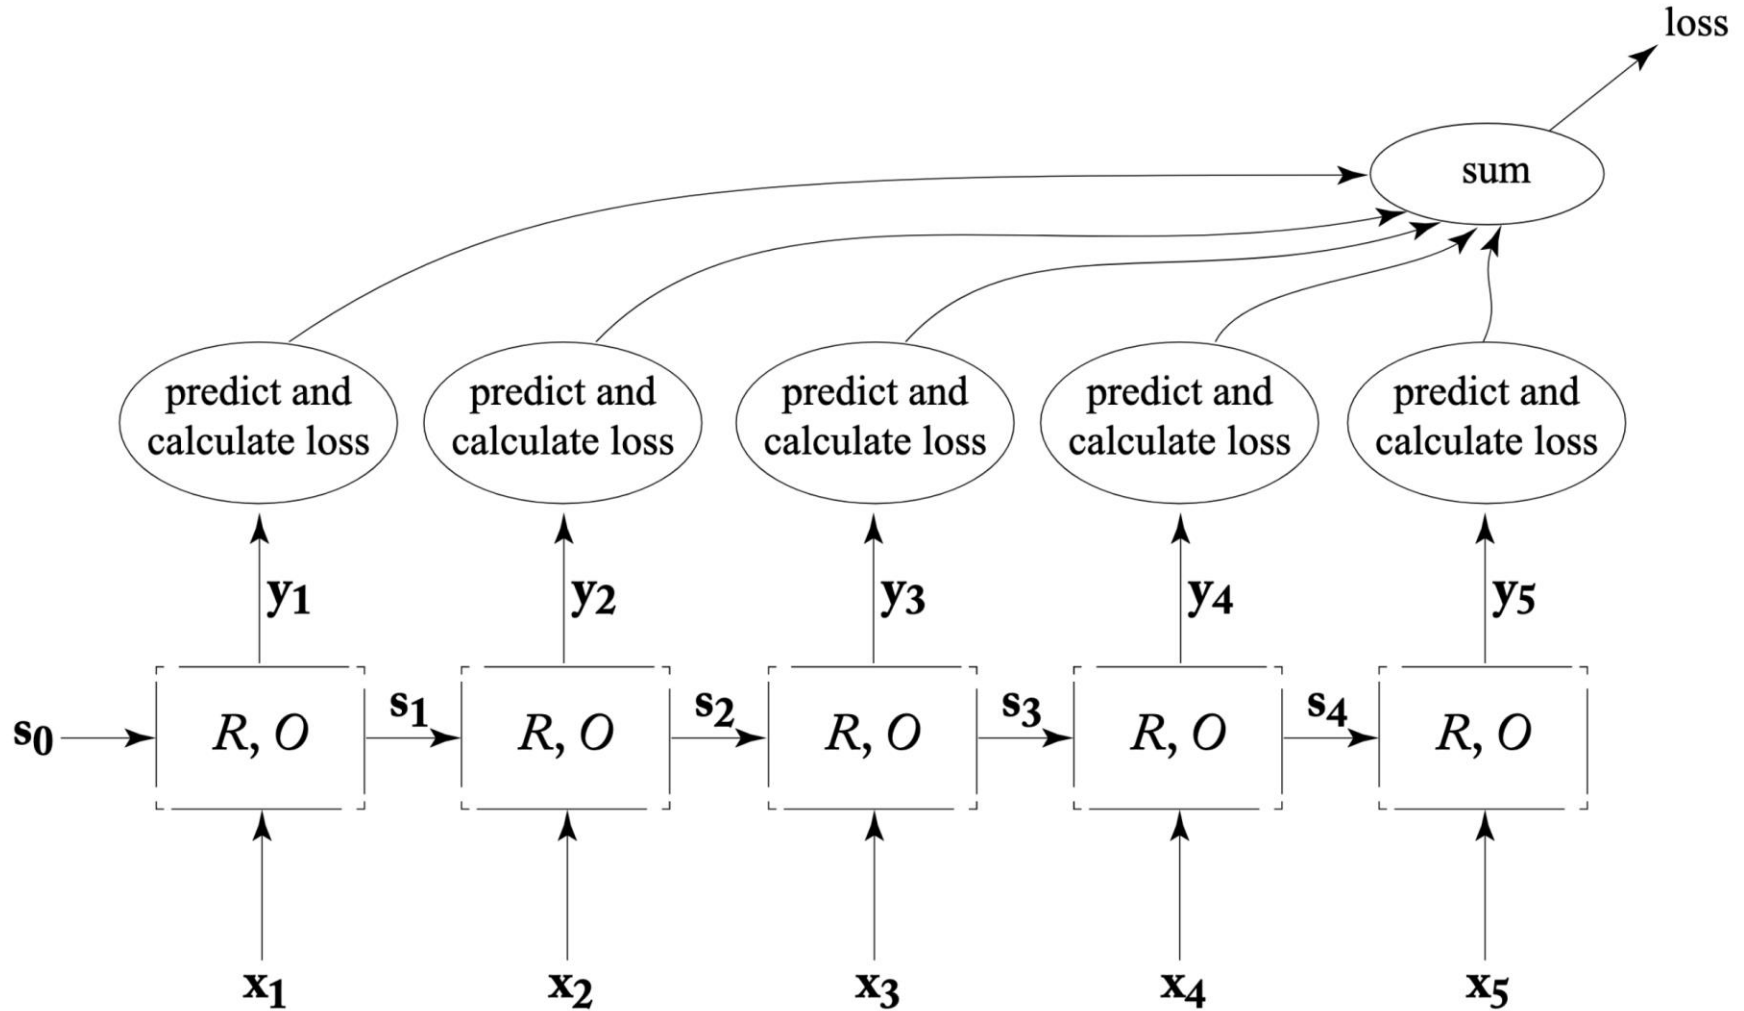 loss
sum
predict and
calculate loss
predict and
calculate loss
predict and
calculate loss
predict and
calculate loss
predict and
calculate loss
y1
y2
y3
y4
y5
s0
R, O
s1
R, O
s2
R, O
s3
R, O
s4
R, O
x1
x2
x3
x4
x5